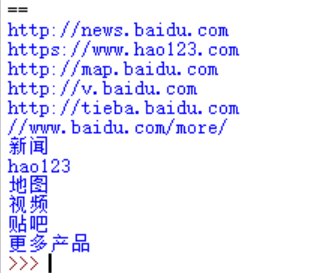 ==
http://news.baidu.com
https://www.hao123.com
http://map.baidu.com
http://v.baidu.com
http://tieba.baidu.com
//www.baidu.com/more/
新闻
hao123
地图
视频
贴吧
更多产品
>>>